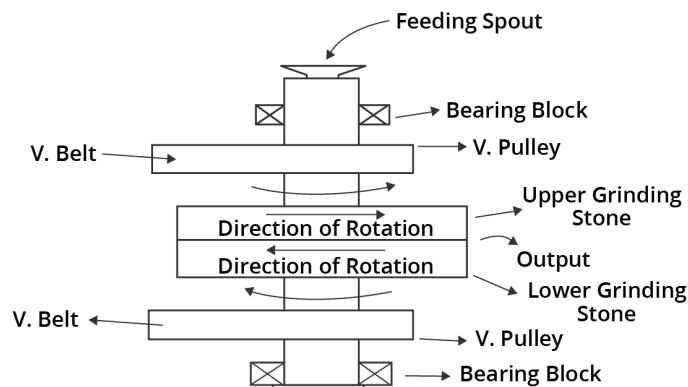 Feeding Spout
Bearing Block
V. Belt
V. Pulley
Upper Grinding
Stone
Direction of Rotation
Output
Direction of Rotation
Lower Grinding
Stone
V. Belt
V. Pulley
Bearing Block